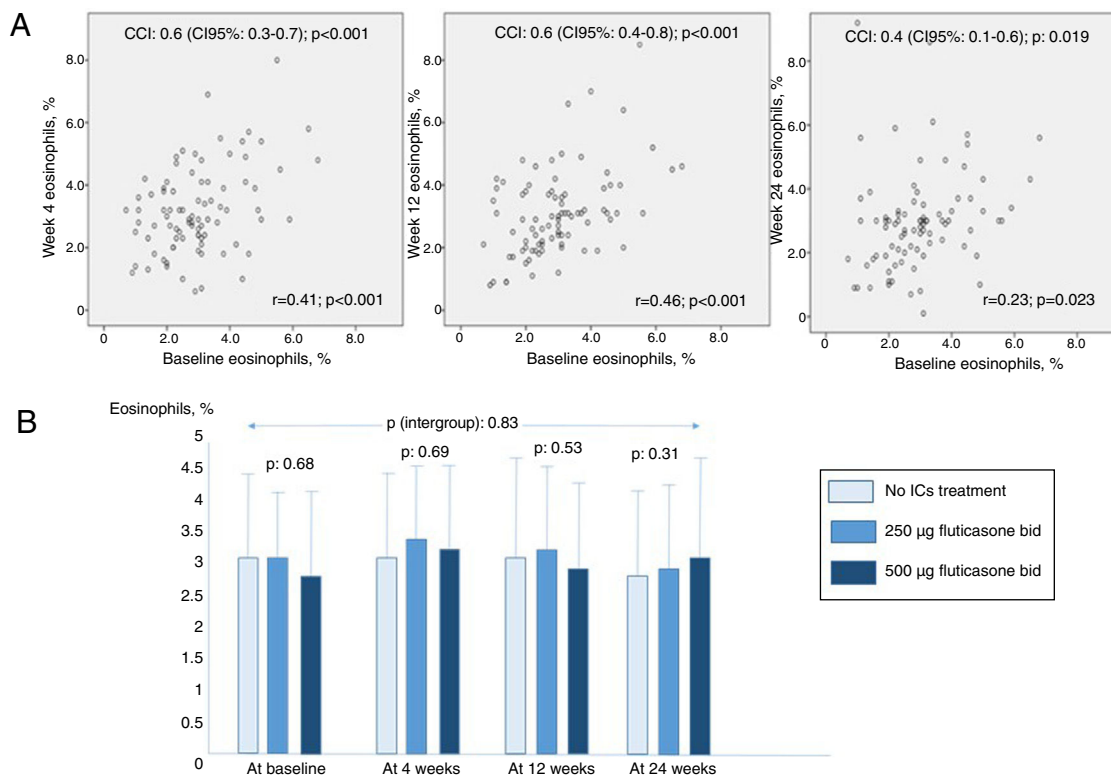 A
CCI: 0.6 (CI95%: 0.3-0.7); p<0.001
8.0
6.0
4.0
2.0
0
Week 4 eosinophils, %
r=0.41; p<0.001
0 2.0 4.0 6.0 8.0
Baseline eosinophils, %
CCI: 0.6 (CI95%: 0.4-0.8); p<0.001
8.0
6.0
4.0
2.0
0
Week 12 eosinophils, %
r=0.46; p<0.001
0 2.0 4.0 6.0 8.0
Baseline eosinophils, %
CCI: 0.4 (CI95%: 0.1-0.6); p: 0.019
8.0
6.0
4.0
2.0
0
Week 24 eosinophils, %
r=0.23; p=0.023
0 2.0 4.0 6.0 8.0
Baseline eosinophils, %
B
Eosinophils, %
p (intergroup): 0.83
5
4.5
4
3.5
3
2.5
2
1.5
1
0.5
0
p: 0.68 p: 0.69 p: 0.53 p: 0.31
At baseline At 4 weeks At 12 weeks At 24 weeks
No ICs treatment
250 µg fluticasone bid
500 µg fluticasone bid